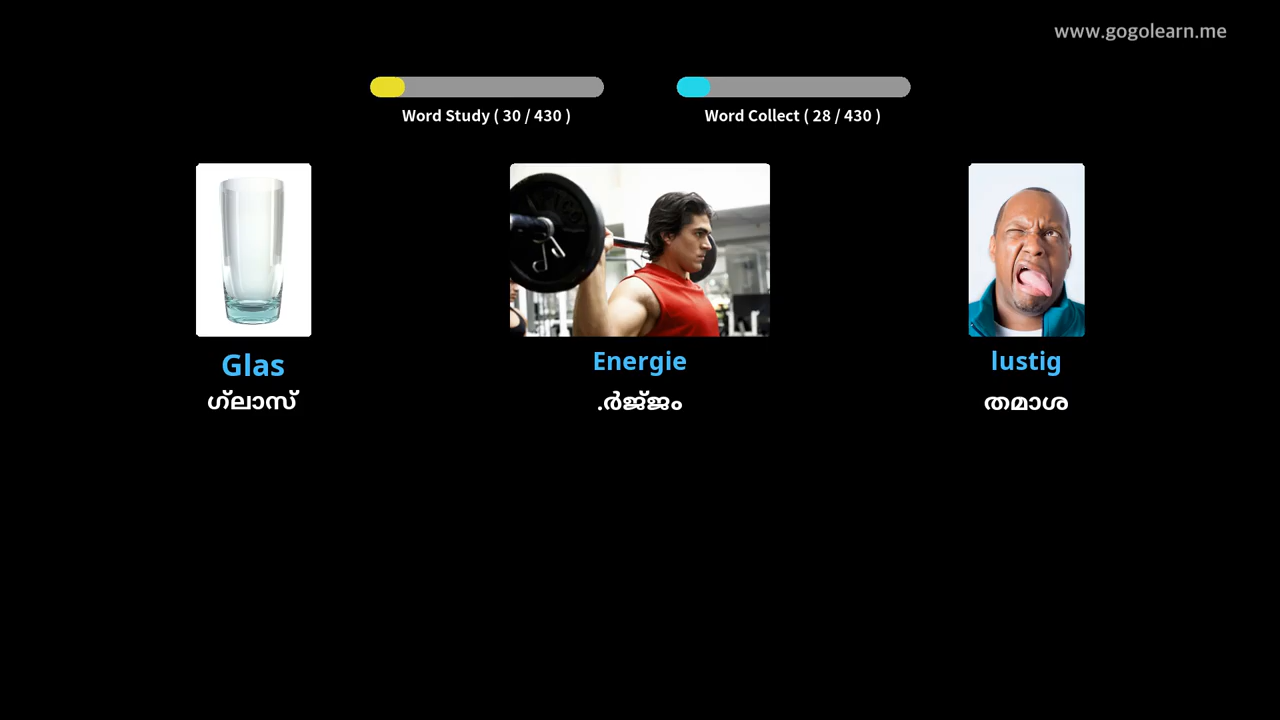 www.gogolearn.me
Word Study ( 30 / 430 )
Word Collect ( 28 / 430 )
Glas
Energie
lustig
ഗ്ലാസ്
.ർജ്ജം
തമാശ